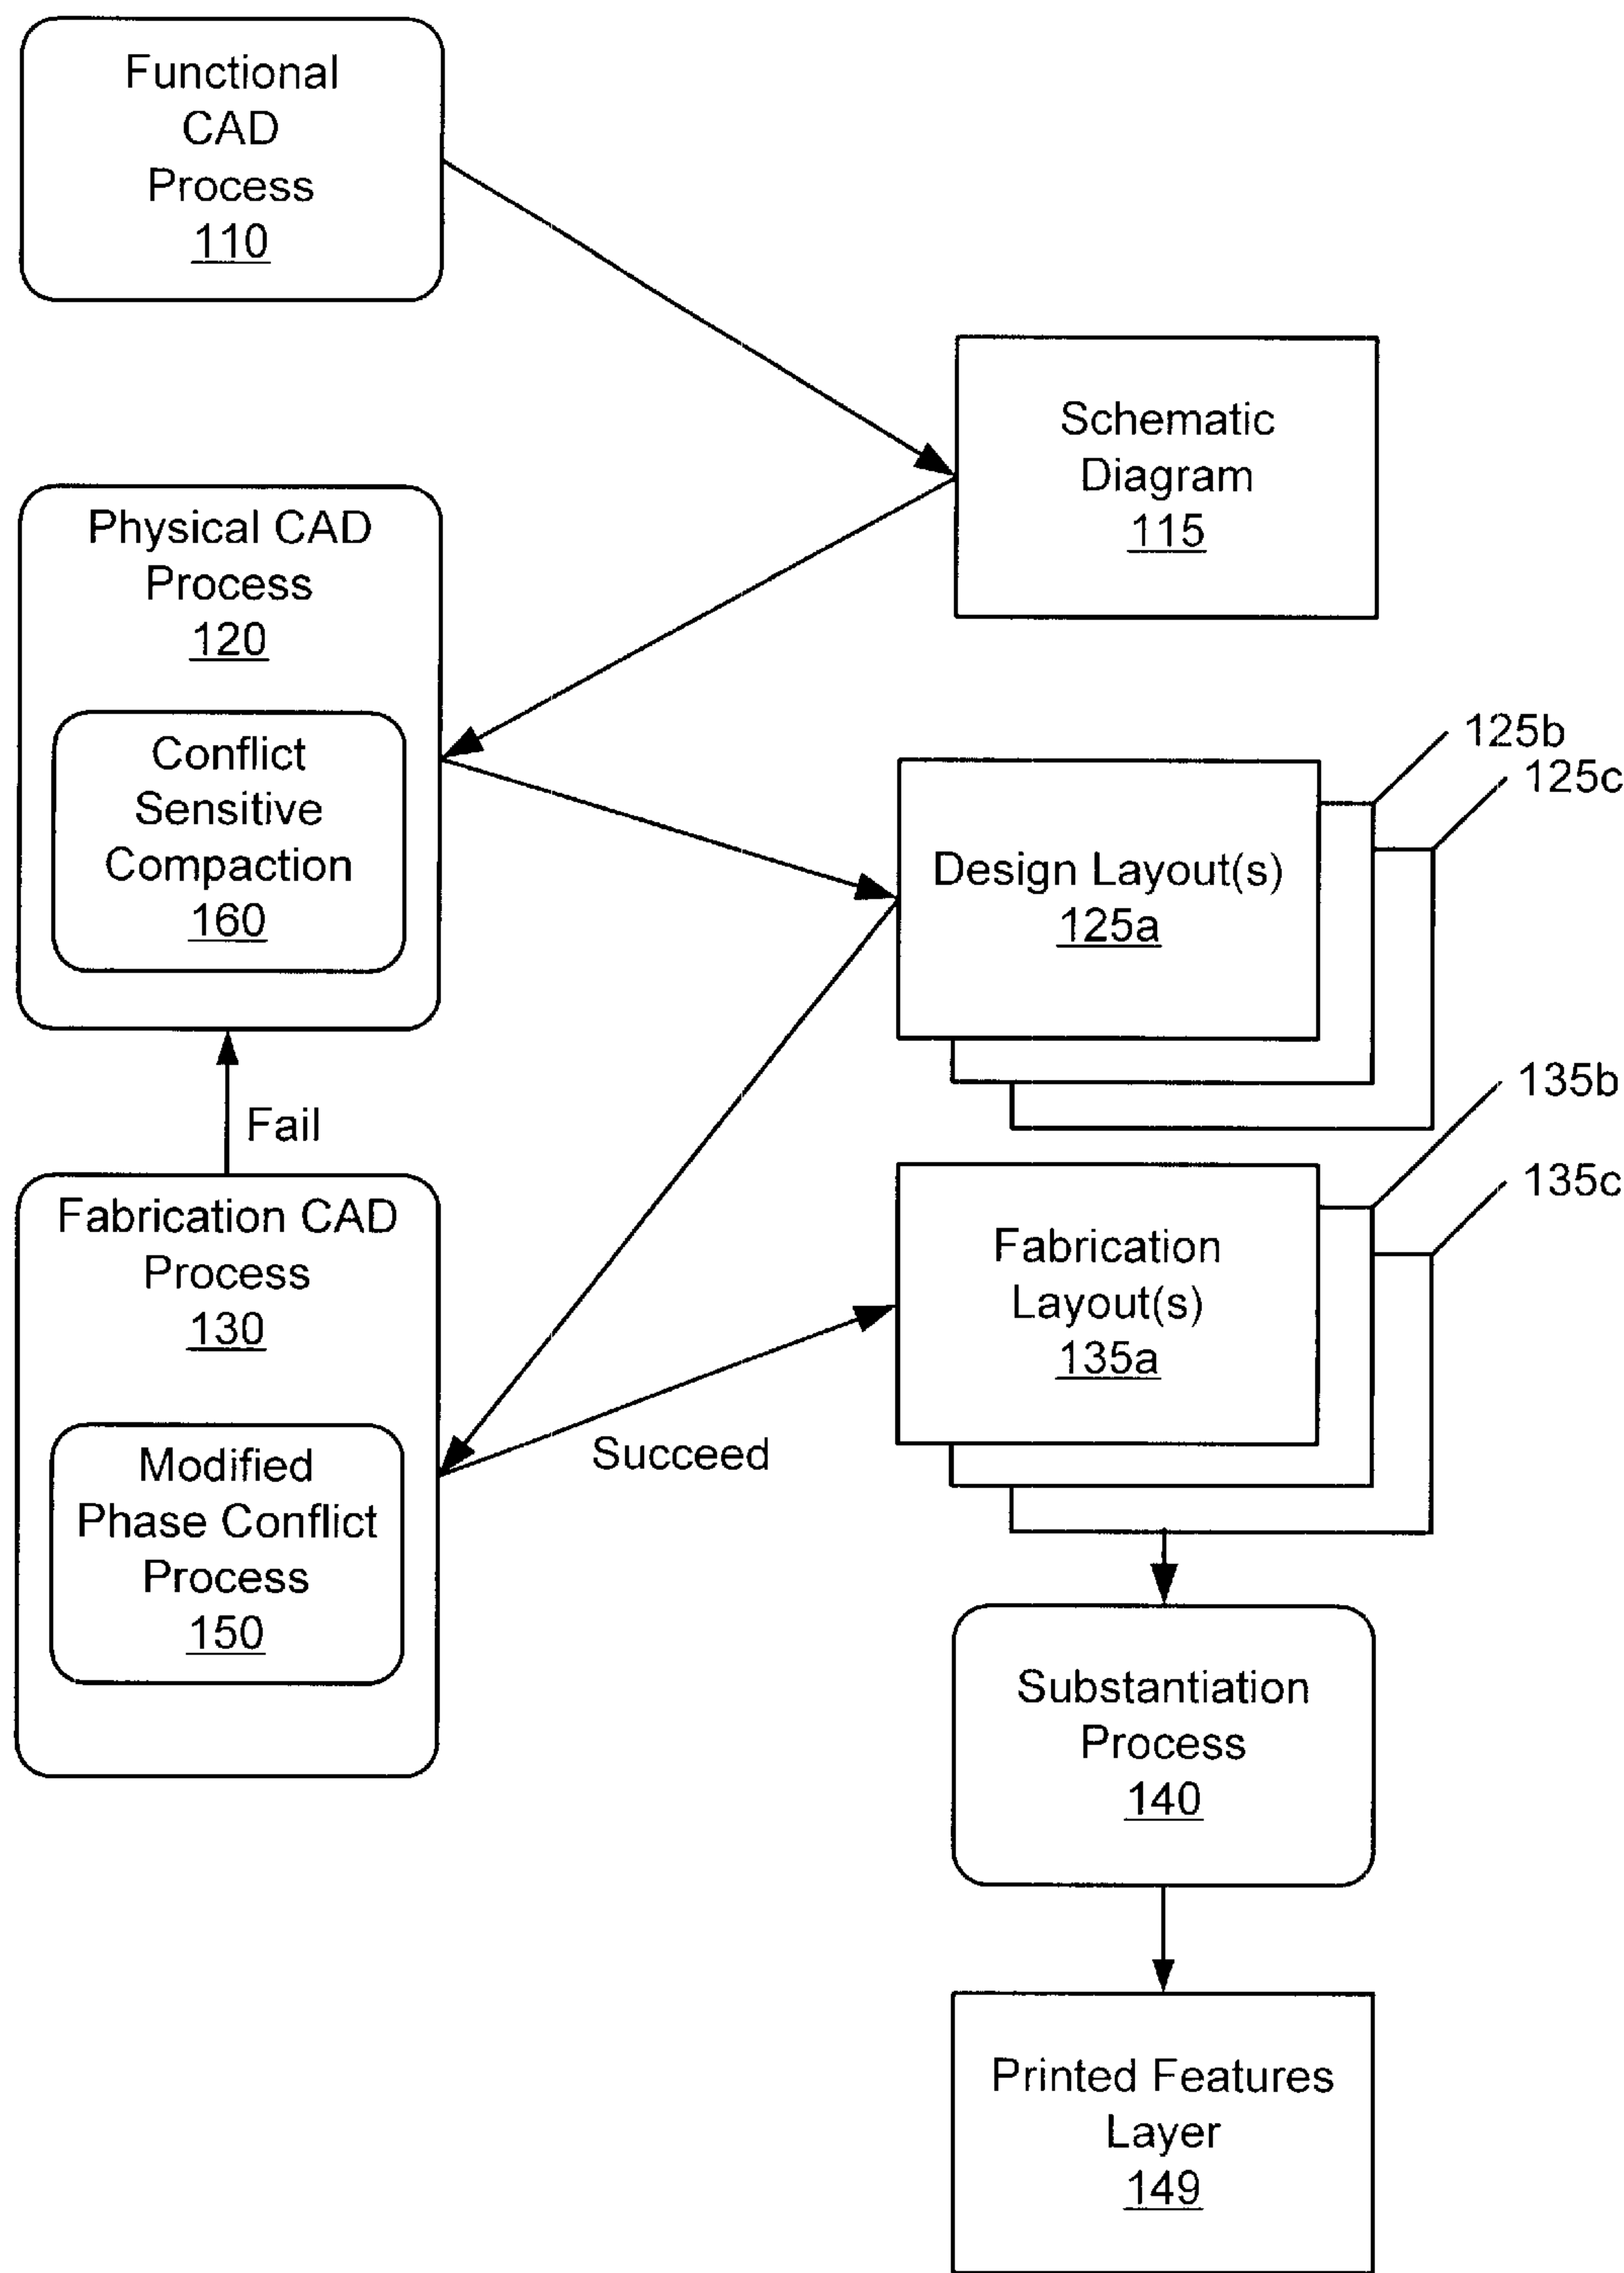 Functional
CAD
Process
110
Schematic
Diagram
115
Physical CAD
Process
120
Conflict
Sensitive
Compaction
160
125b
125c
Design Layout(s)
125a
Fail
135b
135c
Fabrication CAD
Process
130
Fabrication
Layout(s)
135a
Succeed
Modified
Phase Conflict
Process
150
Substantiation
Process
140
Printed Features
Layer
149